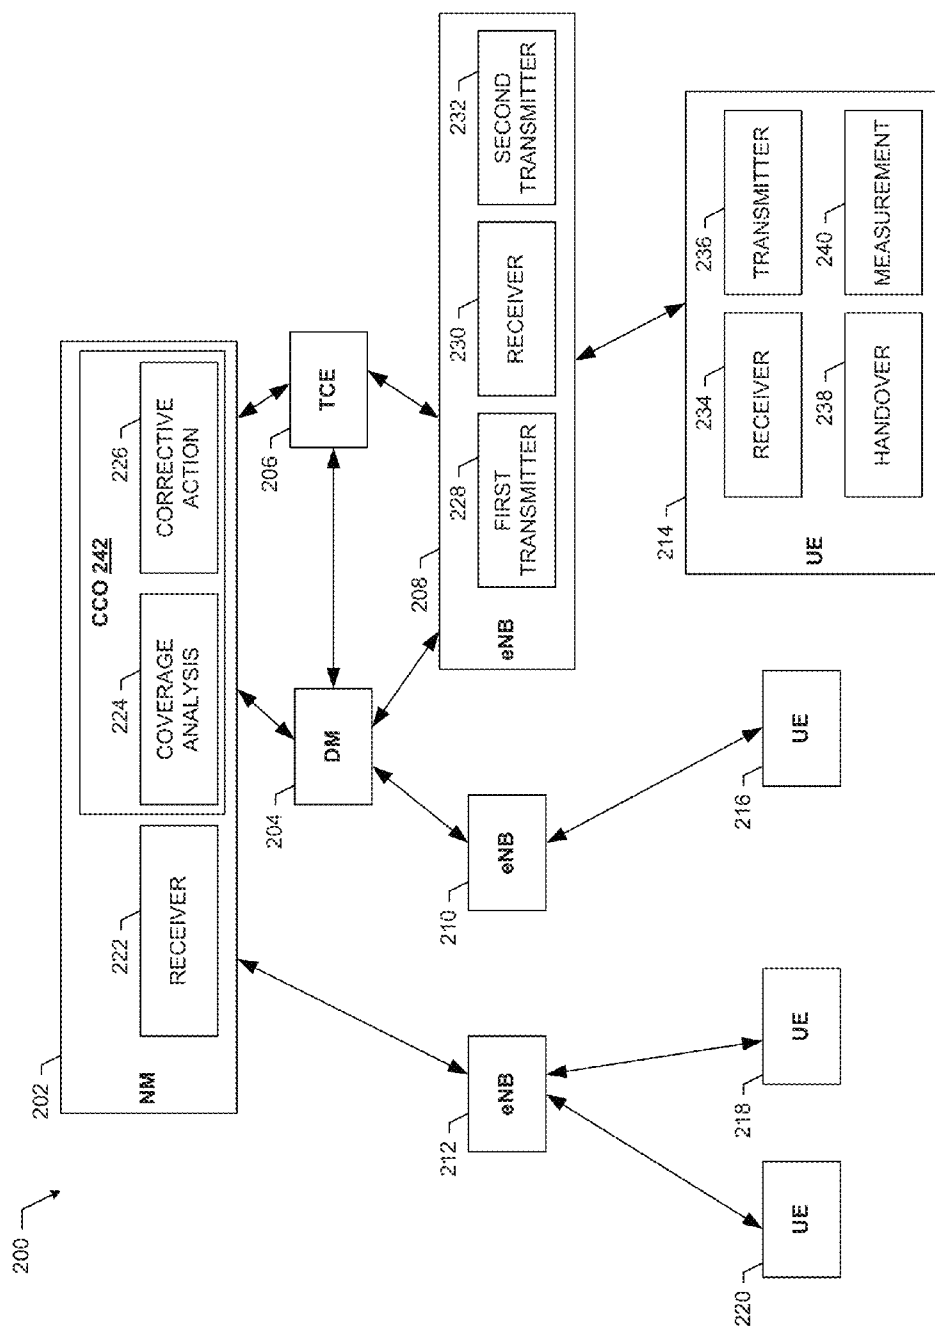 200
202
NM
222
RECEIVER
CCO 242
224
COVERAGE
ANALYSIS
226
CORRECTIVE
ACTION
204
DM
206
TCE
212
eNB
210
eNB
208
eNB
228
FIRST
TRANSMITTER
230
RECEIVER
232
SECOND
TRANSMITTER
220
UE
218
UE
216
UE
214
UE
234
RECEIVER
236
TRANSMITTER
238
HANDOVER
240
MEASUREMENT